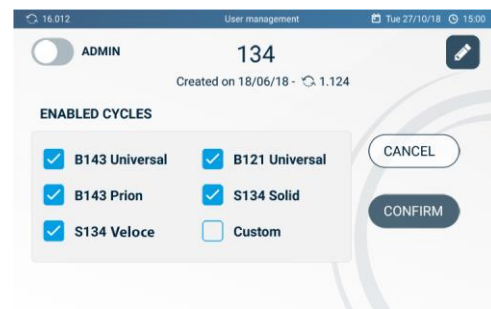 16.012 User management Tue 27/10/18 15:00
ADMIN 134
Created on 18/06/18 - 1.124
ENABLED CYCLES
B143 Universal B121 Universal
CANCEL
B143 Prion S134 Solid
CONFIRM
S134 Veloce Custom